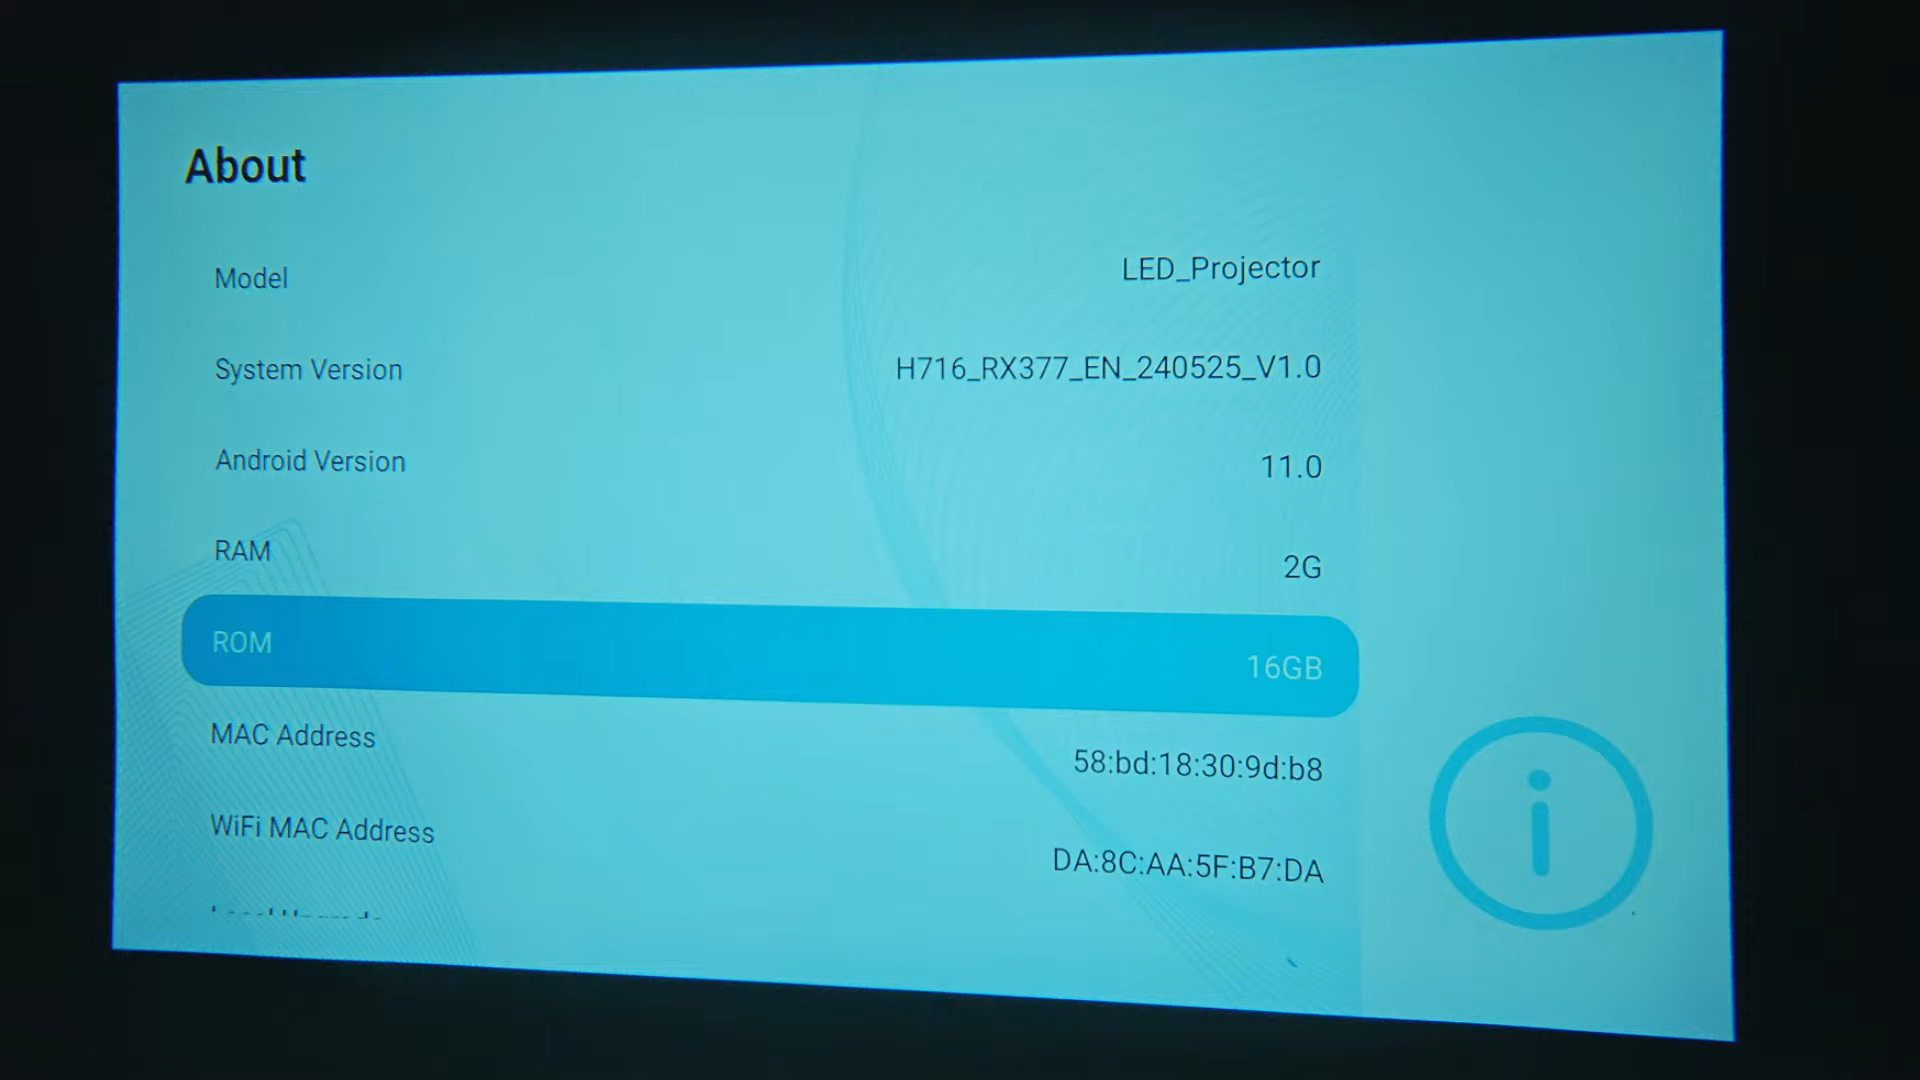 About
Model LED_Projector
System Version H716_RX377_EN_240525_V1.0
Android Version 11.0
RAM 2G
ROM 16GB
MAC Address 58:bd:18:30:9d:b8
WiFi MAC Address DA:8C:AA:5F:B7:DA